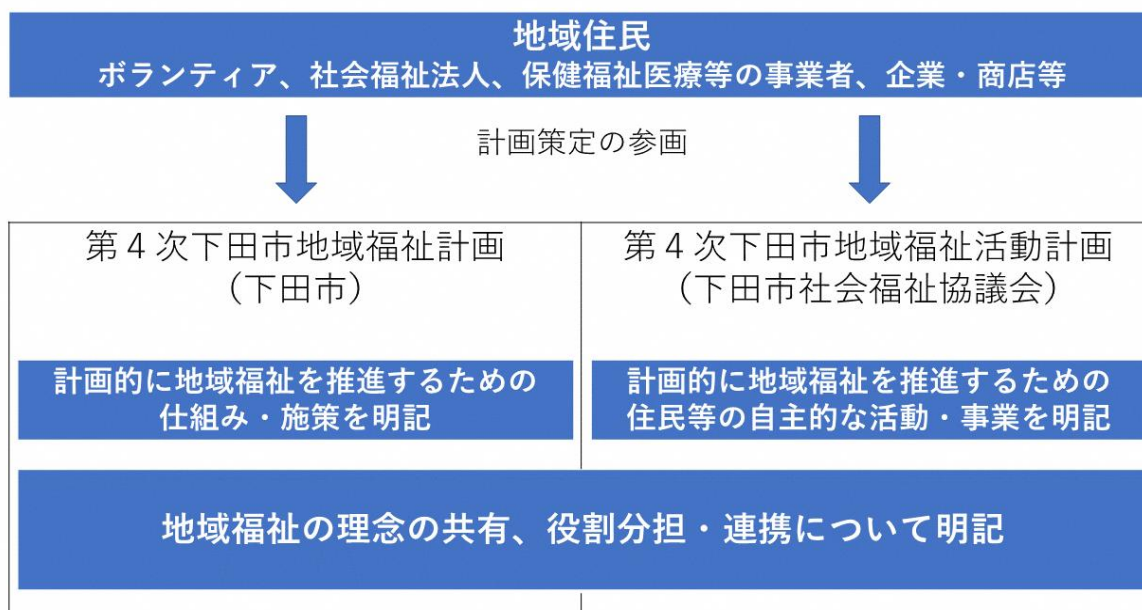 地域住民
ボランティア、社会福祉法人、保健福祉医療等の事業者、企業・商店等
計画策定の参画
第４次下田市地域福祉計画
（下田市）
計画的に地域福祉を推進するための
仕組み・施策を明記
第４次下田市地域福祉活動計画
（下田市社会福祉協議会）
計画的に地域福祉を推進するための
住民等の自主的な活動・事業を明記
地域福祉の理念の共有、役割分担・連携について明記